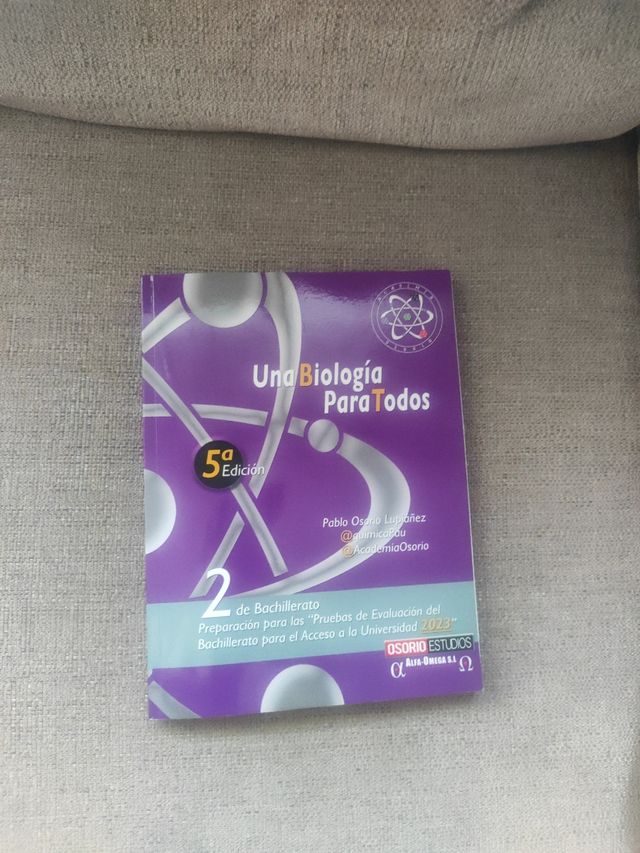 Una Biología
Para Todos
5ª
Edición
Pablo Osorio Lupiáñez
@quimicaPau
@AcademiaOsorio
2 de Bachillerato
Preparación para las "Pruebas de Evaluación del
Bachillerato para el Acceso a la Universidad 2023"
OSORIO ESTUDIOS
α ALFA-OMEGA S.L Ω